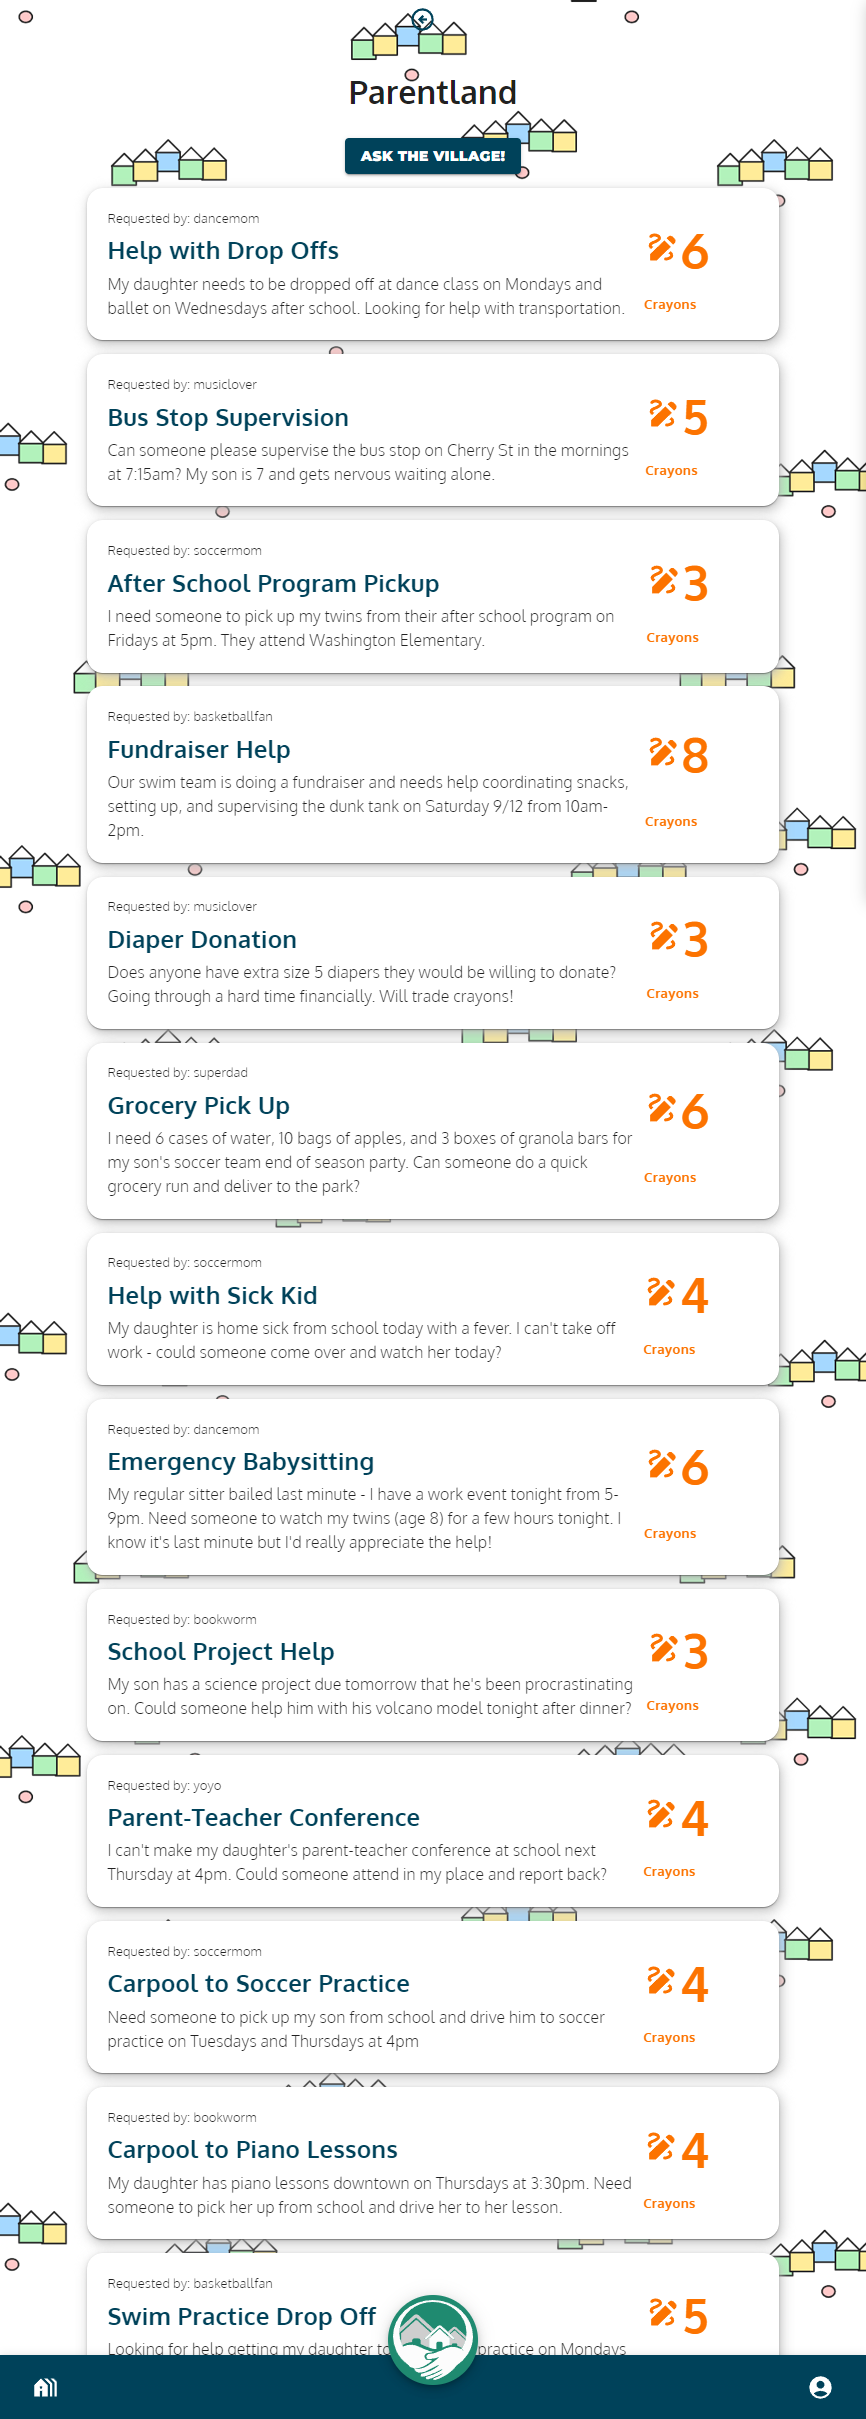 Parentland
ASK THE VILLAGE!
Requested by: dancemom
Help with Drop Offs
My daughter needs to be dropped off at dance class on Mondays and
ballet on Wednesdays after school. Looking for help with transportation.
6
Crayons
Requested by: musiclover
Bus Stop Supervision
Can someone please supervise the bus stop on Cherry St in the mornings
at 7:15am? My son is 7 and gets nervous waiting alone.
5
Crayons
Requested by: soccermom
After School Program Pickup
I need someone to pick up my twins from their after school program on
Fridays at 5pm. They attend Washington Elementary.
3
Crayons
Requested by: basketballfan
Fundraiser Help
Our swim team is doing a fundraiser and needs help coordinating snacks,
setting up, and supervising the dunk tank on Saturday 9/12 from 10am-
2pm.
8
Crayons
Requested by: musiclover
Diaper Donation
Does anyone have extra size 5 diapers they would be willing to donate?
Going through a hard time financially. Will trade crayons!
3
Crayons
Requested by: superdad
Grocery Pick Up
I need 6 cases of water, 10 bags of apples, and 3 boxes of granola bars for
my son's soccer team end of season party. Can someone do a quick
grocery run and deliver to the park?
6
Crayons
Requested by: soccermom
Help with Sick Kid
My daughter is home sick from school today with a fever. I can't take off
work - could someone come over and watch her today?
4
Crayons
Requested by: dancemom
Emergency Babysitting
My regular sitter bailed last minute - I have a work event tonight from 5-
9pm. Need someone to watch my twins (age 8) for a few hours tonight. I
know it's last minute but I'd really appreciate the help!
6
Crayons
Requested by: bookworm
School Project Help
My son has a science project due tomorrow that he's been procrastinating
on. Could someone help him with his volcano model tonight after dinner?
3
Crayons
Requested by: yoyo
Parent-Teacher Conference
I can't make my daughter's parent-teacher conference at school next
Thursday at 4pm. Could someone attend in my place and report back?
4
Crayons
Requested by: soccermom
Carpool to Soccer Practice
Need someone to pick up my son from school and drive him to soccer
practice on Tuesdays and Thursdays at 4pm
4
Crayons
Requested by: bookworm
Carpool to Piano Lessons
My daughter has piano lessons downtown on Thursdays at 3:30pm. Need
someone to pick her up from school and drive her to her lesson.
4
Crayons
Requested by: basketballfan
Swim Practice Drop Off
Looking for help getting my daughter to practice on Mondays
5